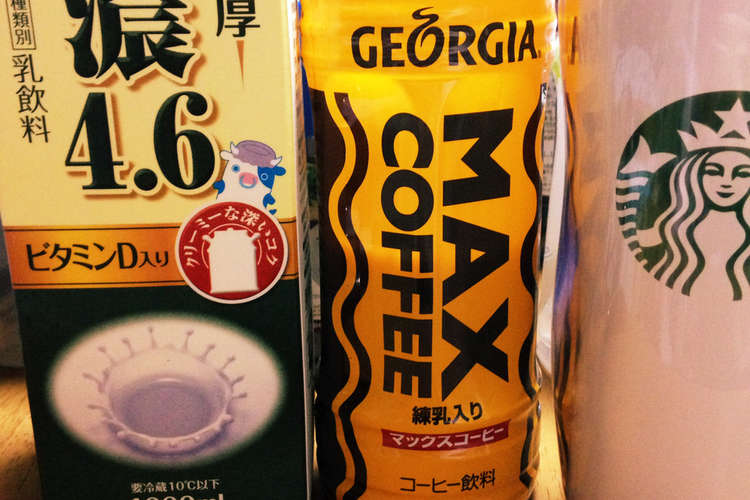 種類別
乳飲料
厚
濃
4.6
ビタミンD入り
クリーミーな深いコク
要冷蔵10℃以下
1000ml
GEORGIA
MAX
COFFEE
練乳入り
マックスコーヒー
コーヒー飲料